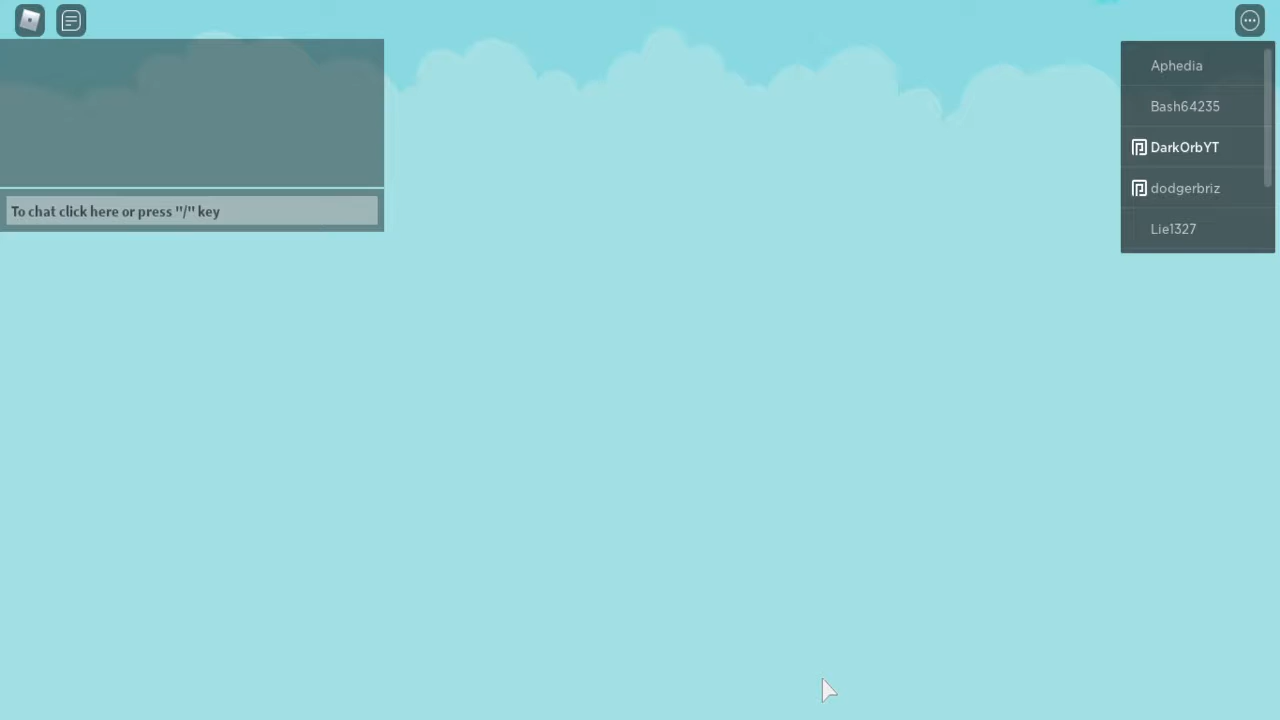 To chat click here or press "/" key
Aphedia
Bash64235
DarkOrbYT
dodgerbriz
Lie1327